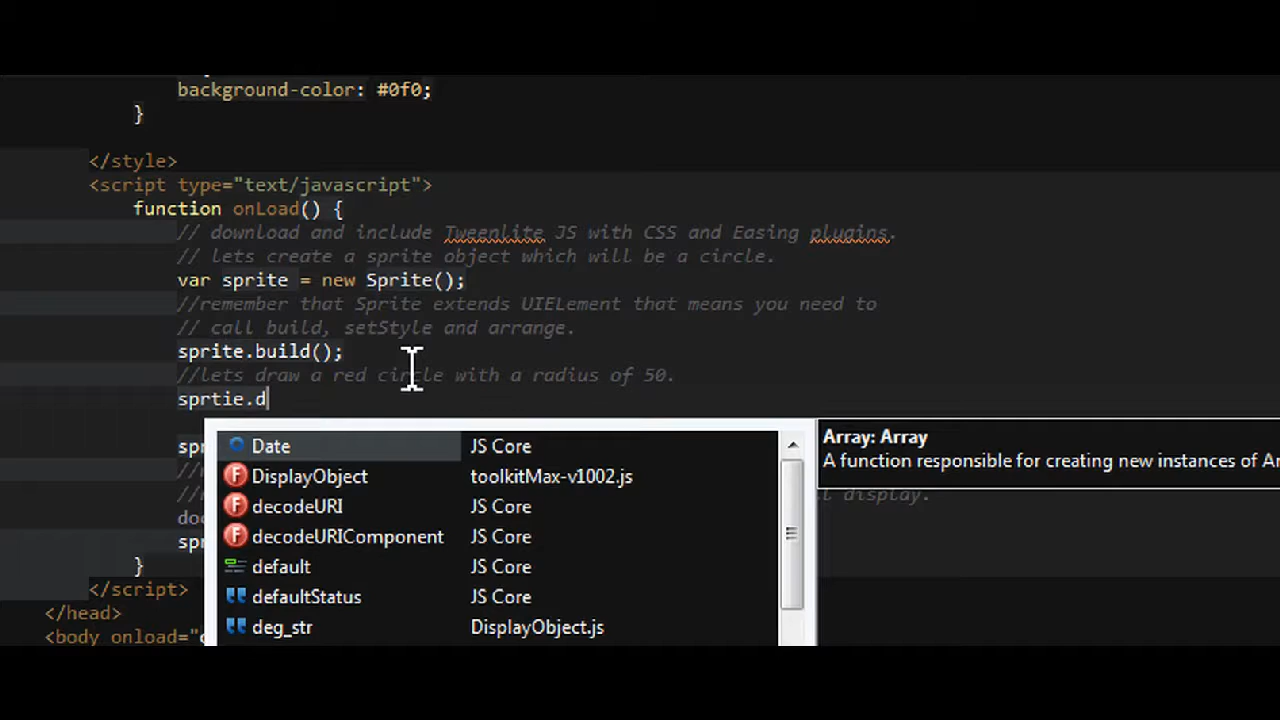 background-color: #0f0;
}
</style>
<script type="text/javascript">
function onLoad() {
// download and include Tweenlite JS with CSS and Easing plugins.
// lets create a sprite object which will be a circle.
var sprite = new Sprite();
//remember that Sprite extends UIELement that means you need to
// call build, setStyle and arrange.
sprite.build();
//lets draw a red circle with a radius of 50.
sprtie.d
Date JS Core
DisplayObject toolkitMax-v1002.js
decodeURI JS Core
decodeURIComponent JS Core
default JS Core
defaultStatus JS Core
deg_str DisplayObject.js
Array: Array
A function responsible for creating new instances of Ar
spr
//
// l display.
doc
spr
}
</script>
</head>
<body onload="